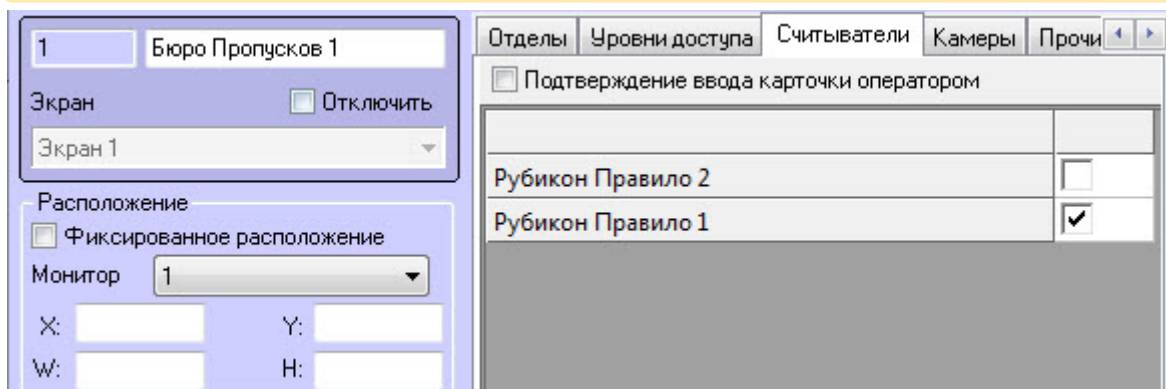 1 Бюро Пропусков 1
Экран Отключить
Экран 1
Расположение
Фиксированное расположение
Монитор 1
X: Y:
W: H:
Отделы Уровни доступа Считыватели Камеры Прочи
Подтверждение ввода карточки оператором
Рубикон Правило 2
Рубикон Правило 1